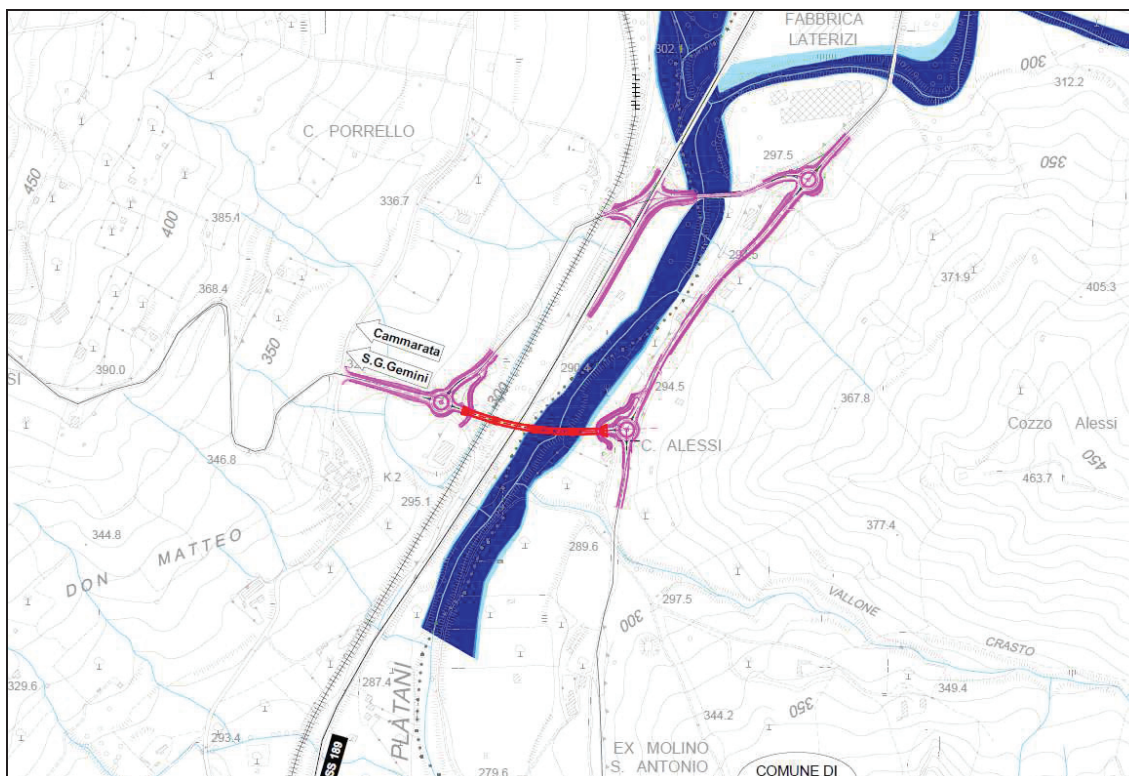 FABBRICA
LATERIZI
302.1
300
312.2
C. PORRELLO
297.5
350
450
400
336.7
385.1
371.9
405.3
368.4
350
Cammarata
S.G.Gemini
390.0
SI
300
290.4
294.5
367.8
Cozzo Alessi
450
C. ALESSI
463.7
346.8
K.2
295.1
377.4
344.8
DON MATTEO
289.6
297.5
VALLONE
CRASTO
300
329.6
287.4
349.4
PLATANI
344.2
350
293.4
SS 189
279.6
EX MOLINO
S. ANTONIO
COMUNE DI